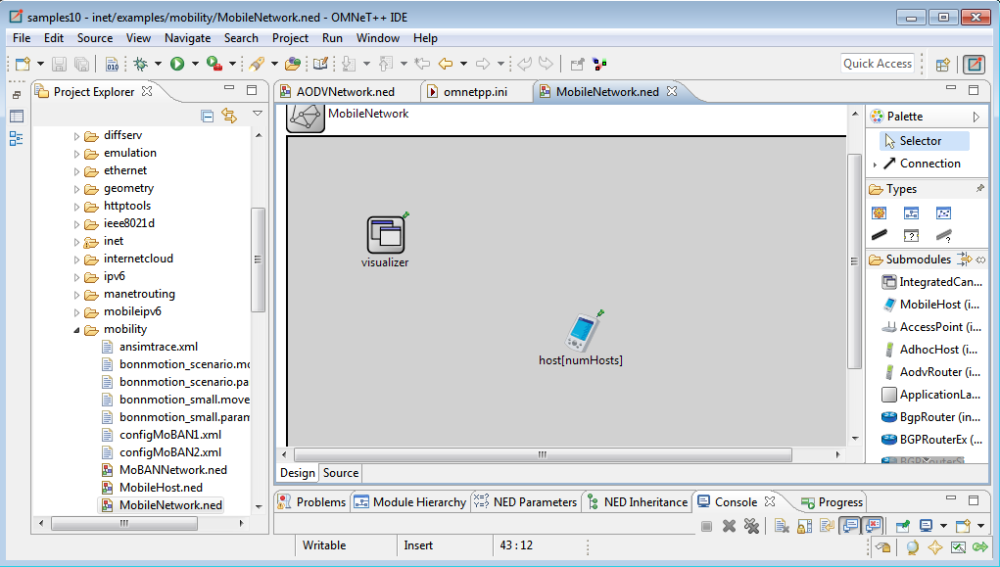 samples10 - inet/examples/mobility/MobileNetwork.ned - OMNeT++ IDE
File Edit Source View Navigate Search Project Run Window Help
010
Quick Access
Project Explorer
diffserv
emulation
ethernet
geometry
httptools
ieee8021d
inet
internetcloud
ipv6
manetrouting
mobileipv6
mobility
ansimtrace.xml
bonnmotion_scenario.mo
bonnmotion_scenario.pa
bonnmotion_small.move
bonnmotion_small.param
configMoBAN1.xml
configMoBAN2.xml
MoBANNetwork.ned
MobileHost.ned
MobileNetwork.ned
AODVNetwork.ned omnetpp.ini MobileNetwork.ned
MobileNetwork
visualizer
host[numHosts]
Design Source
Palette
Selector
Connection
Types
Submodules
IntegratedCan...
MobileHost (i...
AccessPoint (i...
AdhocHost (i...
AodvRouter (i...
ApplicationLa...
BgpRouter (in...
BGPRouterEx (...
Problems Module Hierarchy NED Parameters NED Inheritance Console Progress
Writable Insert 43 : 12